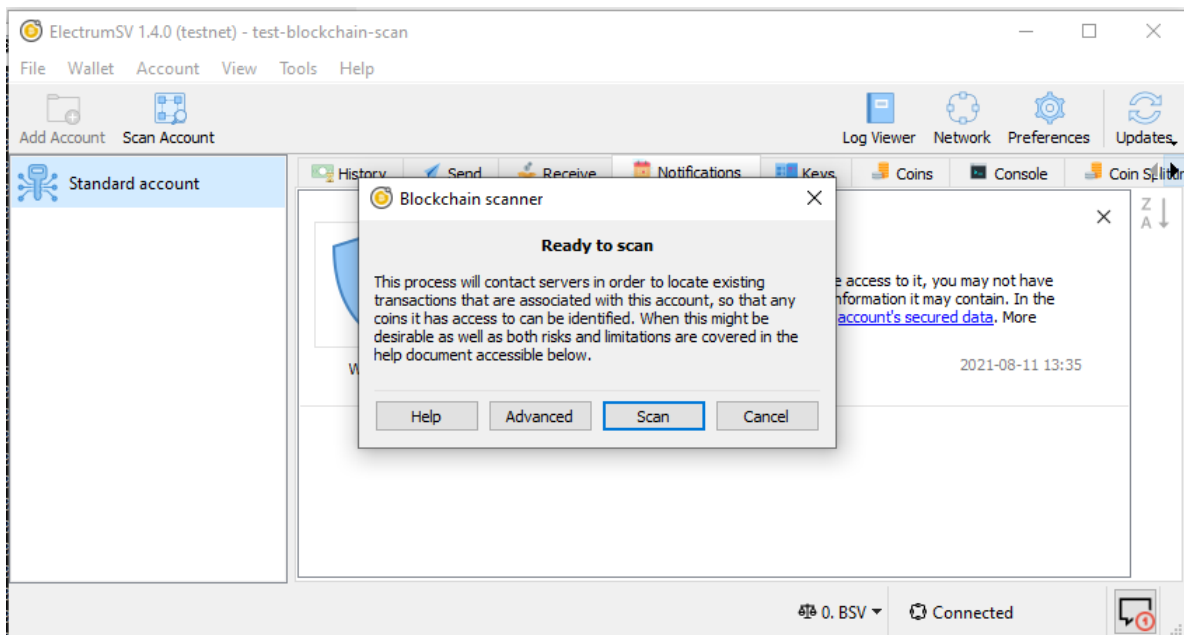 ElectrumSV 1.4.0 (testnet) - test-blockchain-scan
File Wallet Account View Tools Help
Add Account Scan Account Log Viewer Network Preferences Updates
Standard account
History Send Receive Notifications Keys Coins Console Coin
Blockchain scanner
Ready to scan
This process will contact servers in order to locate existing
transactions that are associated with this account, so that any
coins it has access to can be identified. When this might be
desirable as well as both risks and limitations are covered in the
help document accessible below.
Help Advanced Scan Cancel
access to it, you may not have
information it may contain. In the
account's secured data. More
2021-08-11 13:35
Z
A
0. BSV Connected
1